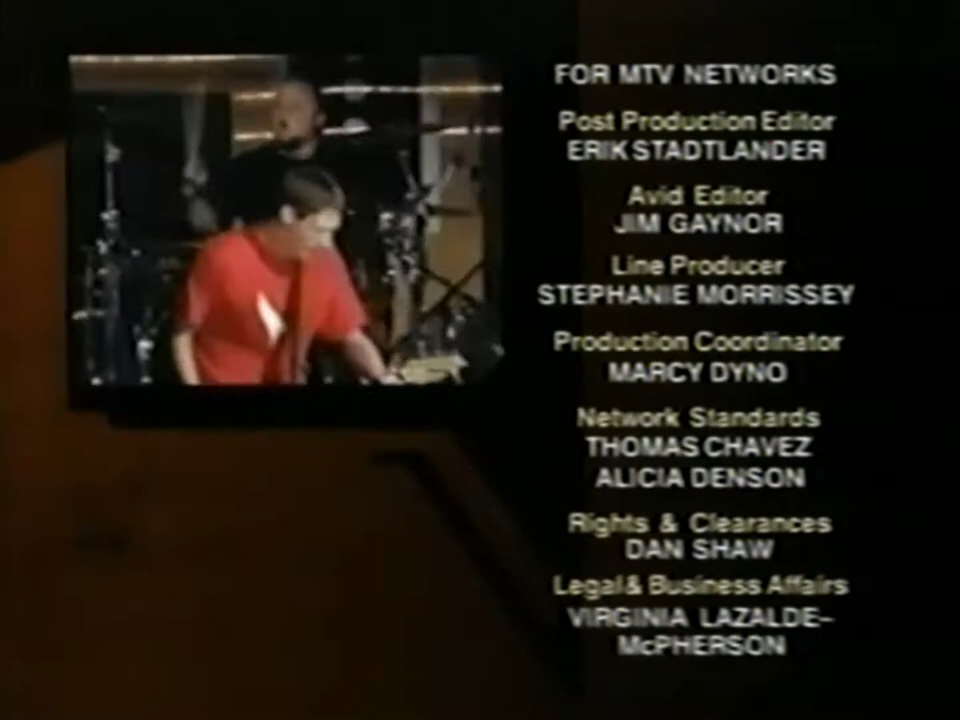 FOR MTV NETWORKS
Post Production Editor
ERIK STADTLANDER
Avid Editor
JIM GAYNOR
Line Producer
STEPHANIE MORRISSEY
Production Coordinator
MARCY DYNO
Network Standards
THOMAS CHAVEZ
ALICIA DENSON
Rights & Clearances
DAN SHAW
Legal & Business Affairs
VIRGINIA LAZALDE-
McPHERSON